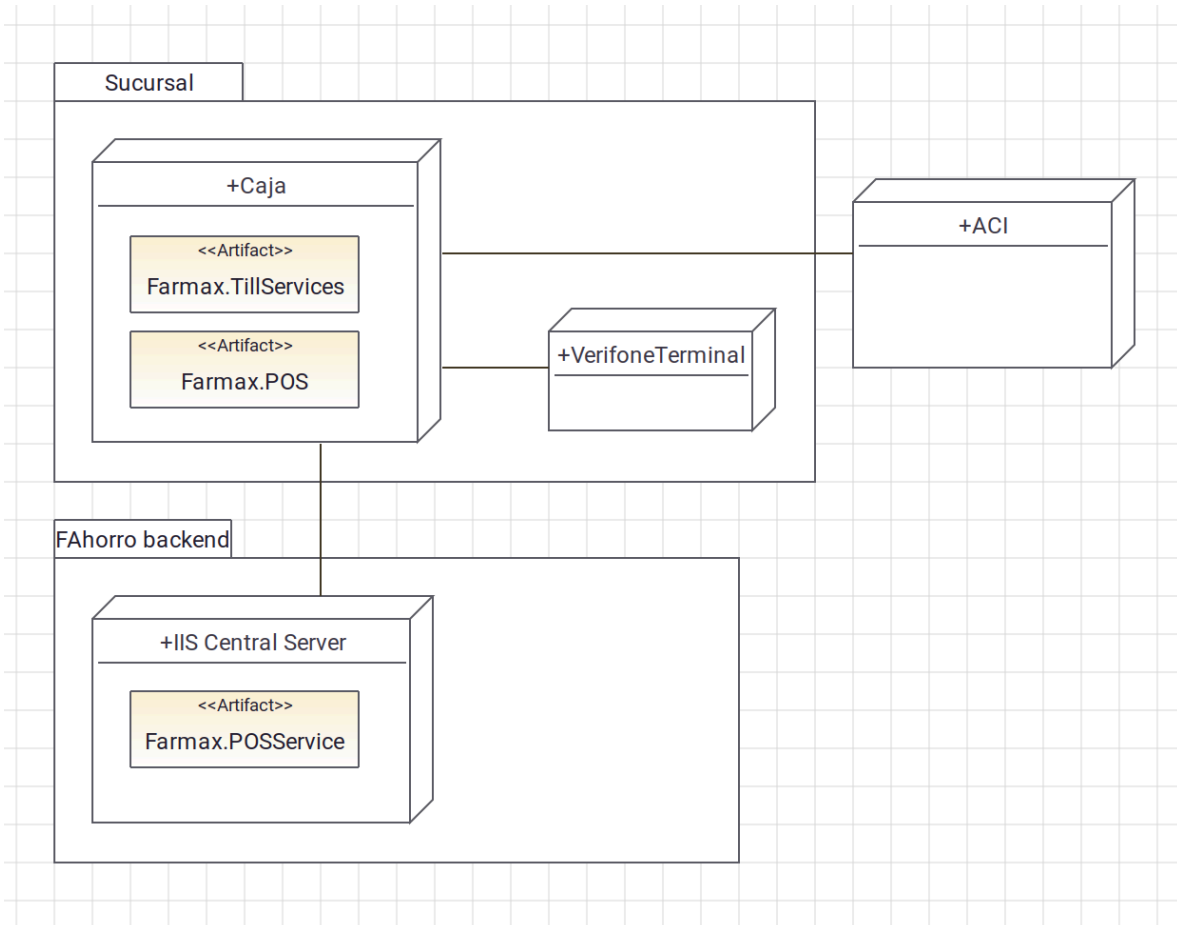 Sucursal
+Caja
<<Artifact>>
Farmax.TillServices
<<Artifact>>
Farmax.POS
+VerifoneTerminal
+ACI
FAhorro backend
+IIS Central Server
<<Artifact>>
Farmax.POSService